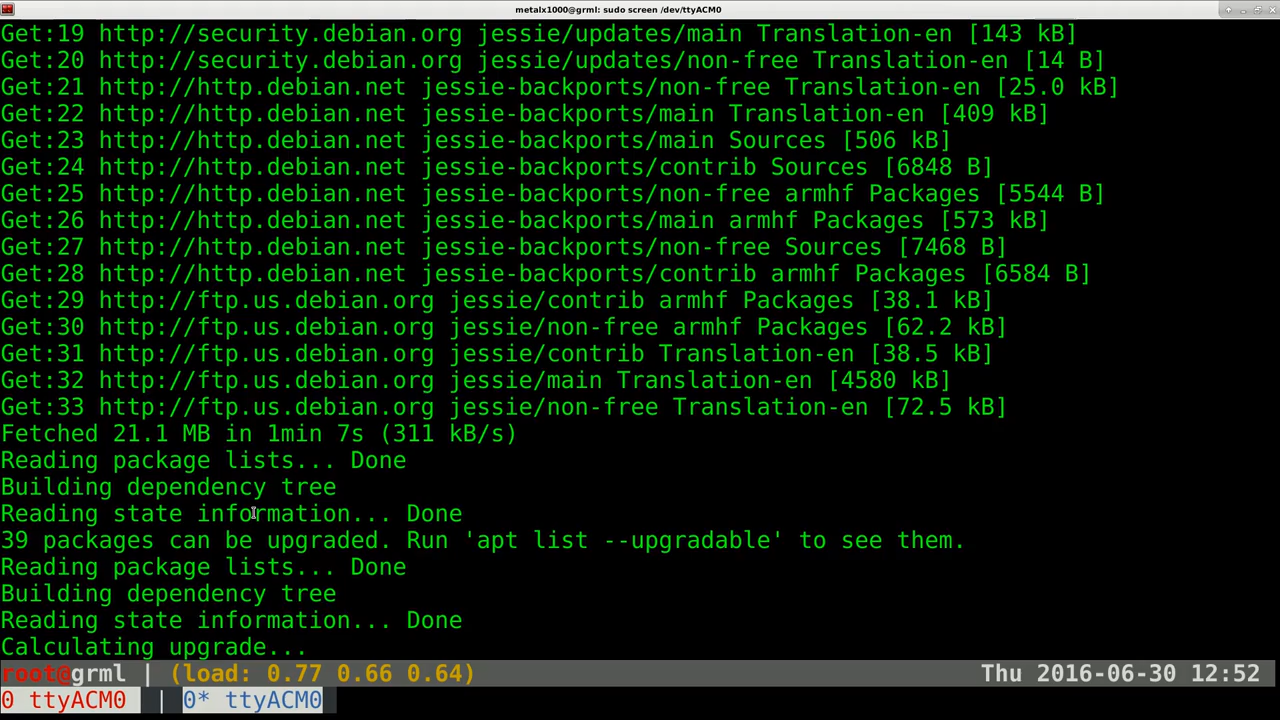 metalx1000@grml: sudo screen /dev/ttyACM0
Get:19 http://security.debian.org jessie/updates/main Translation-en [143 kB]
Get:20 http://security.debian.org jessie/updates/non-free Translation-en [14 B]
Get:21 http://http.debian.net jessie-backports/non-free Translation-en [25.0 kB]
Get:22 http://http.debian.net jessie-backports/main Translation-en [409 kB]
Get:23 http://http.debian.net jessie-backports/main Sources [506 kB]
Get:24 http://http.debian.net jessie-backports/contrib Sources [6848 B]
Get:25 http://http.debian.net jessie-backports/non-free armhf Packages [5544 B]
Get:26 http://http.debian.net jessie-backports/main armhf Packages [573 kB]
Get:27 http://http.debian.net jessie-backports/non-free Sources [7468 B]
Get:28 http://http.debian.net jessie-backports/contrib armhf Packages [6584 B]
Get:29 http://ftp.us.debian.org jessie/contrib armhf Packages [38.1 kB]
Get:30 http://ftp.us.debian.org jessie/non-free armhf Packages [62.2 kB]
Get:31 http://ftp.us.debian.org jessie/contrib Translation-en [38.5 kB]
Get:32 http://ftp.us.debian.org jessie/main Translation-en [4580 kB]
Get:33 http://ftp.us.debian.org jessie/non-free Translation-en [72.5 kB]
Fetched 21.1 MB in 1min 7s (311 kB/s)
Reading package lists... Done
Building dependency tree
Reading state information... Done
39 packages can be upgraded. Run 'apt list --upgradable' to see them.
Reading package lists... Done
Building dependency tree
Reading state information... Done
Calculating upgrade...
root@grml | (load: 0.77 0.66 0.64) Thu 2016-06-30 12:52
0 ttyACM0 | 0* ttyACM0